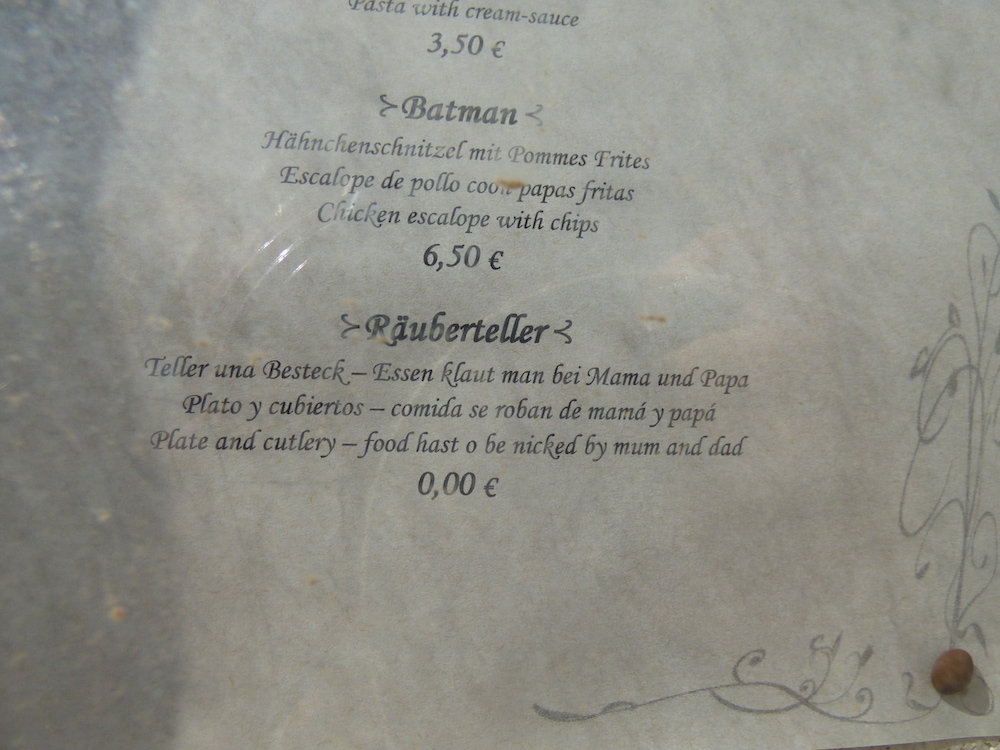 Pasta with cream-sauce
3,50 €
Batman
Hähnchenschnitzel mit Pommes Frites
Escalope de pollo coon papas fritas
Chicken escalope with chips
6,50 €
Räuberteller
Teller und Besteck – Essen klaut man bei Mama und Papa
Plato y cubiertos – comida se roban de mamá y papá
Plate and cutlery – food hast o be nicked by mum and dad
0,00 €